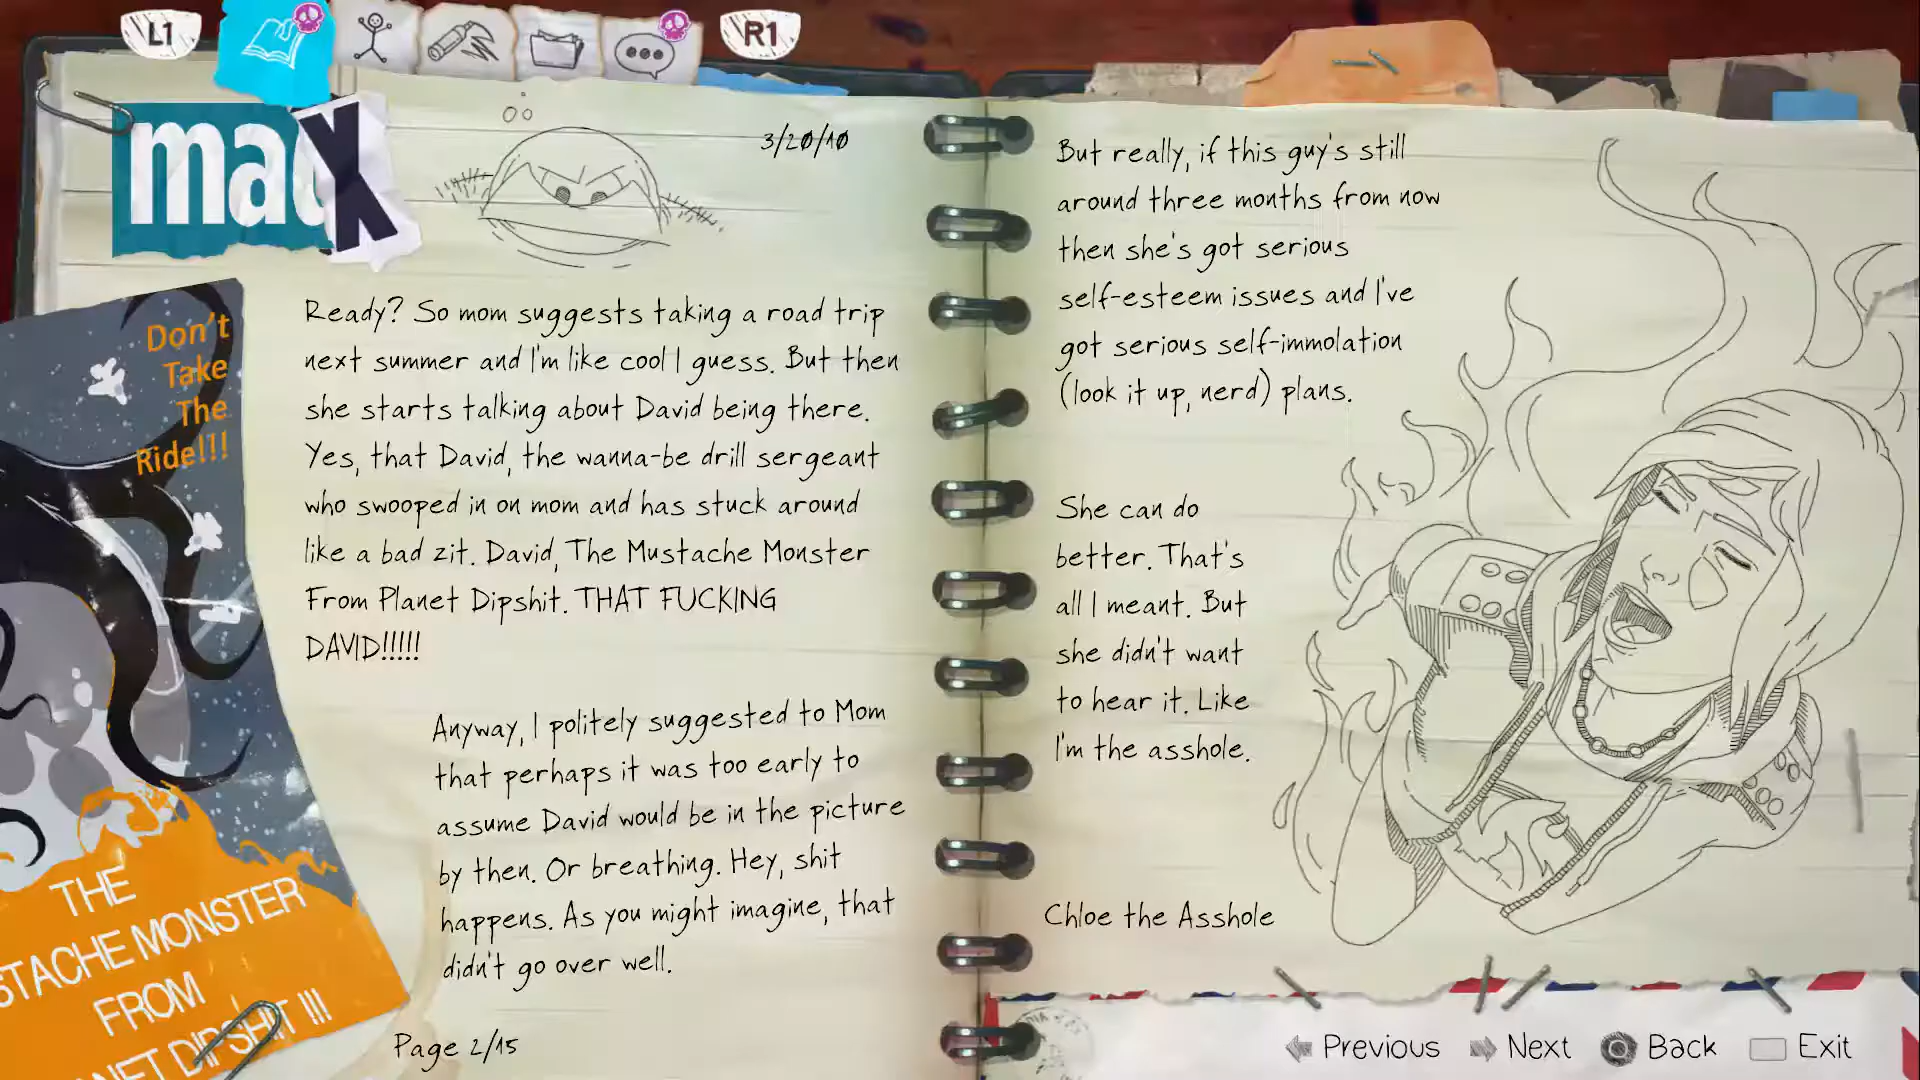 L1
R1
max
3/20/10
Don't
Take
The
Ride!!!
Ready? So mom suggests taking a road trip
next summer and I'm like cool I guess. But then
she starts talking about David being there.
Yes, that David, the wanna-be drill sergeant
who swooped in on mom and has stuck around
like a bad zit. David, The Mustache Monster
From Planet Dipshit. THAT FUCKING
DAVID!!!!!
Anyway, I politely suggested to Mom
that perhaps it was too early to
assume David would be in the picture
by then. Or breathing. Hey, shit
happens. As you might imagine, that
didn't go over well.
THE
STACHE MONSTER
FROM
NET DIPSHIT !!!
Page 2/15
But really, if this guy's still
around three months from now
then she's got serious
self-esteem issues and I've
got serious self-immolation
(look it up, nerd) plans.
She can do
better. That's
all I meant. But
she didn't want
to hear it. Like
I'm the asshole.
Chloe the Asshole
Previous
Next
Back
Exit